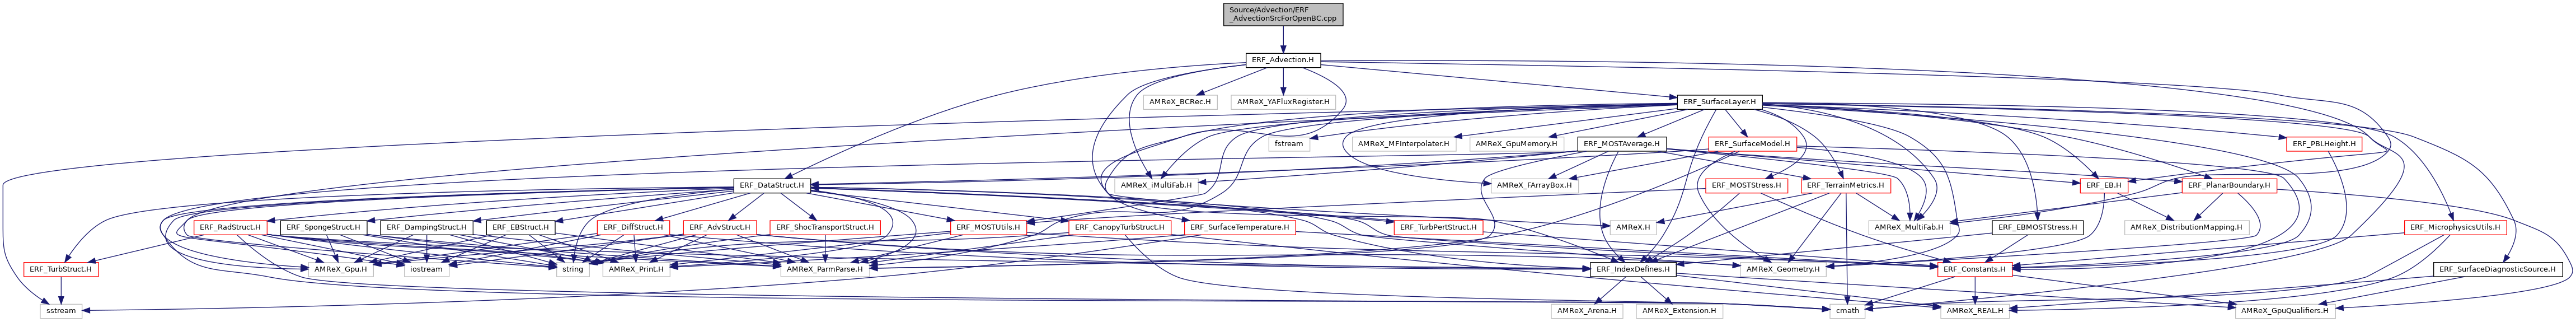 Source/Advection/ERF
_AdvectionSrcForOpenBC.cpp
ERF_Advection.H
AMReX_BCRec.H
AMReX_YAFluxRegister.H
ERF_SurfaceLayer.H
fstream
AMReX_MFInterpolater.H
AMReX_GpuMemory.H
ERF_MOSTAverage.H
ERF_SurfaceModel.H
ERF_PBLHeight.H
ERF_DataStruct.H
AMReX_iMultiFab.H
AMReX_FArrayBox.H
ERF_MOSTStress.H
ERF_TerrainMetrics.H
ERF_EB.H
ERF_PlanarBoundary.H
ERF_RadStruct.H
ERF_SpongeStruct.H
ERF_DampingStruct.H
ERF_EBStruct.H
ERF_DiffStruct.H
ERF_AdvStruct.H
ERF_ShocTransportStruct.H
ERF_MOSTUtils.H
ERF_CanopyTurbStruct.H
ERF_SurfaceTemperature.H
ERF_TurbPertStruct.H
AMReX.H
AMReX_MultiFab.H
ERF_EBMOSTStress.H
AMReX_DistributionMapping.H
ERF_MicrophysicsUtils.H
ERF_TurbStruct.H
AMReX_Gpu.H
iostream
string
AMReX_Print.H
AMReX_ParmParse.H
ERF_IndexDefines.H
AMReX_Geometry.H
ERF_Constants.H
ERF_SurfaceDiagnosticSource.H
sstream
AMReX_Arena.H
AMReX_Extension.H
cmath
AMReX_REAL.H
AMReX_GpuQualifiers.H